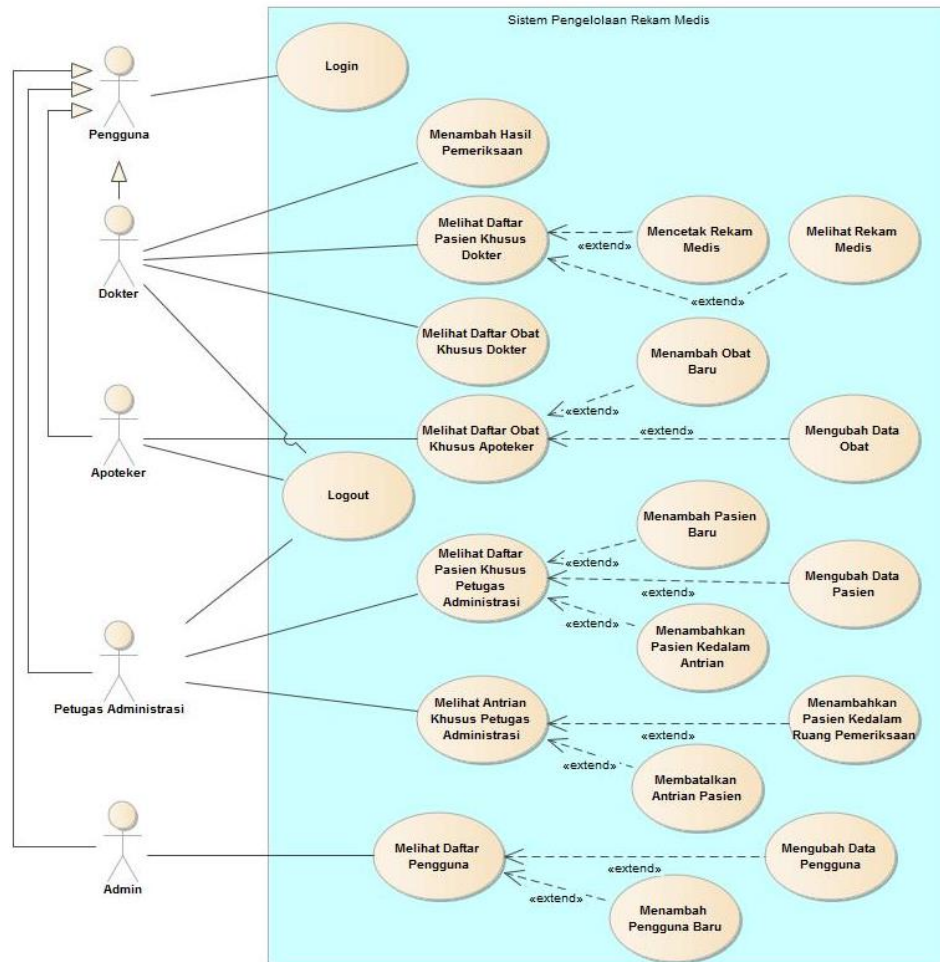 Sistem Pengelolaan Rekam Medis
Login
Pengguna
Menambah Hasil
Pemeriksaan
Melihat Daftar
Pasien Khusus
Dokter
«extend»
Mencetak Rekam
Medis
Melihat Rekam
Medis
«extend»
Dokter
Melihat Daftar Obat
Khusus Dokter
Menambah Obat
Baru
«extend»
Melihat Daftar Obat
Khusus Apoteker
«extend»
Mengubah Data
Obat
Apoteker
Logout
Menambah Pasien
Baru
«extend»
Melihat Daftar
Pasien Khusus
Petugas
Administrasi
«extend»
Mengubah Data
Pasien
«extend»
Menambahkan
Pasien Kedalam
Antrian
Petugas Administrasi
Melihat Antrian
Khusus Petugas
Administrasi
«extend»
Menambahkan
Pasien Kedalam
Ruang Pemeriksaan
«extend»
Membatalkan
Antrian Pasien
Admin
Melihat Daftar
Pengguna
«extend»
Mengubah Data
Pengguna
«extend»
Menambah
Pengguna Baru